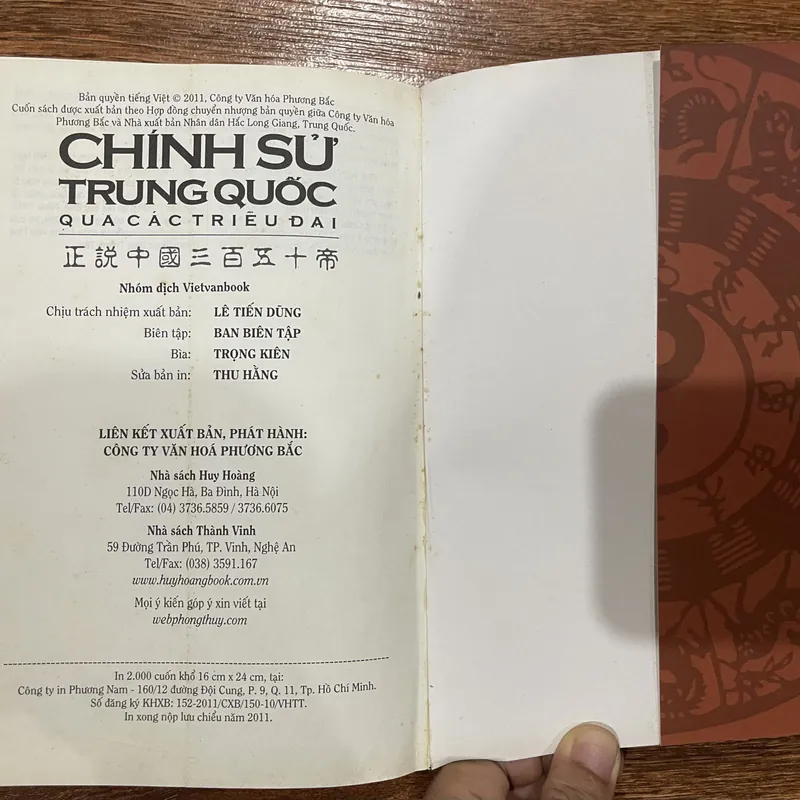 Bản quyền tiếng Việt © 2011, Công ty Văn hóa Phương Bắc
Cuốn sách được xuất bản theo Hợp đồng chuyển nhượng bản quyền giữa Công ty Văn hóa
Phương Bắc và Nhà xuất bản Nhân dân Hắc Long Giang, Trung Quốc.
CHÍNH SỬ
TRUNG QUỐC
QUA CÁC TRIỀU ĐẠI
正説中國三百五十帝
Nhóm dịch Vietvanbook
Chịu trách nhiệm xuất bản: LÊ TIẾN DŨNG
Biên tập: BAN BIÊN TẬP
Bìa: TRỌNG KIÊN
Sửa bản in: THU HẰNG
LIÊN KẾT XUẤT BẢN, PHÁT HÀNH:
CÔNG TY VĂN HOÁ PHƯƠNG BẮC
Nhà sách Huy Hoàng
110D Ngọc Hà, Ba Đình, Hà Nội
Tel/Fax: (04) 3736.5859 / 3736.6075
Nhà sách Thành Vinh
59 Đường Trần Phú, TP. Vinh, Nghệ An
Tel/Fax: (038) 3591.167
www.huyhoangbook.com.vn
Mọi ý kiến góp ý xin viết tại
webphongthuy.com
In 2.000 cuốn khổ 16 cm x 24 cm, tại:
Công ty in Phương Nam - 160/12 đường Đội Cung, P. 9, Q. 11, Tp. Hồ Chí Minh.
Số đăng ký KHXB: 152-2011/CXB/150-10/VHTT.
In xong nộp lưu chiểu năm 2011.